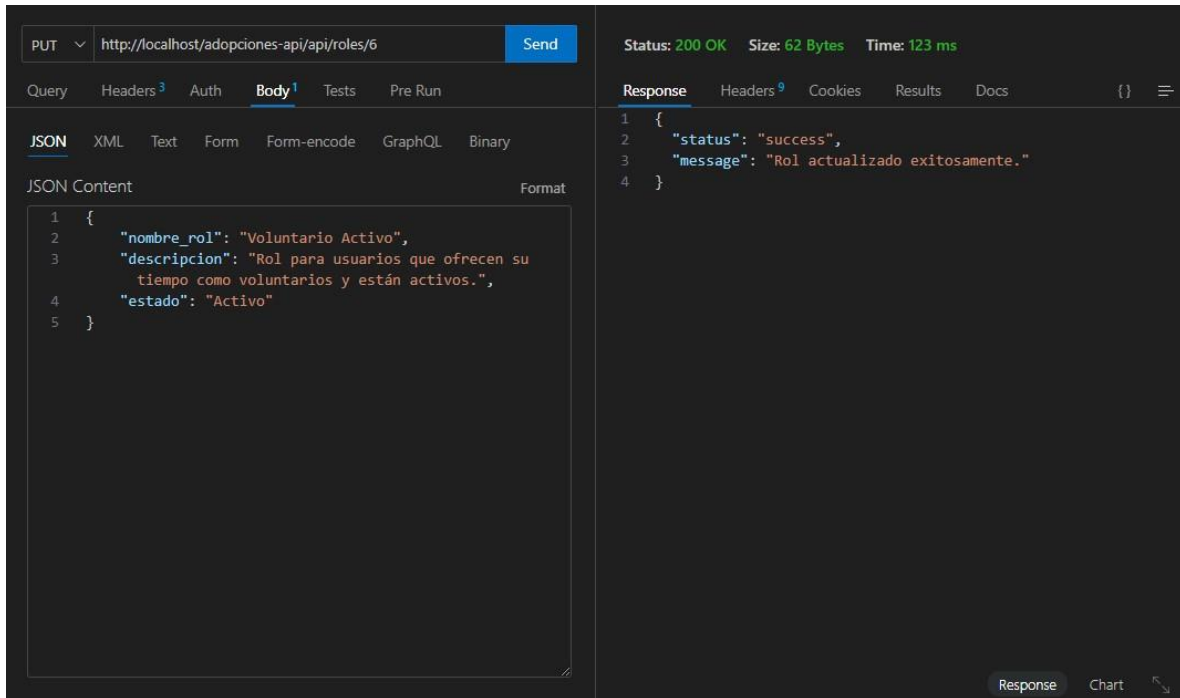 PUT http://localhost/adopciones-api/api/roles/6 Send
Query Headers 3 Auth Body 1 Tests Pre Run
JSON XML Text Form Form-encode GraphQL Binary
JSON Content Format
1 {
2 "nombre_rol": "Voluntario Activo",
3 "descripcion": "Rol para usuarios que ofrecen su
tiempo como voluntarios y están activos.",
4 "estado": "Activo"
5 }
Status: 200 OK Size: 62 Bytes Time: 123 ms
Response Headers 9 Cookies Results Docs {}
1 {
2 "status": "success",
3 "message": "Rol actualizado exitosamente."
4 }
Response Chart